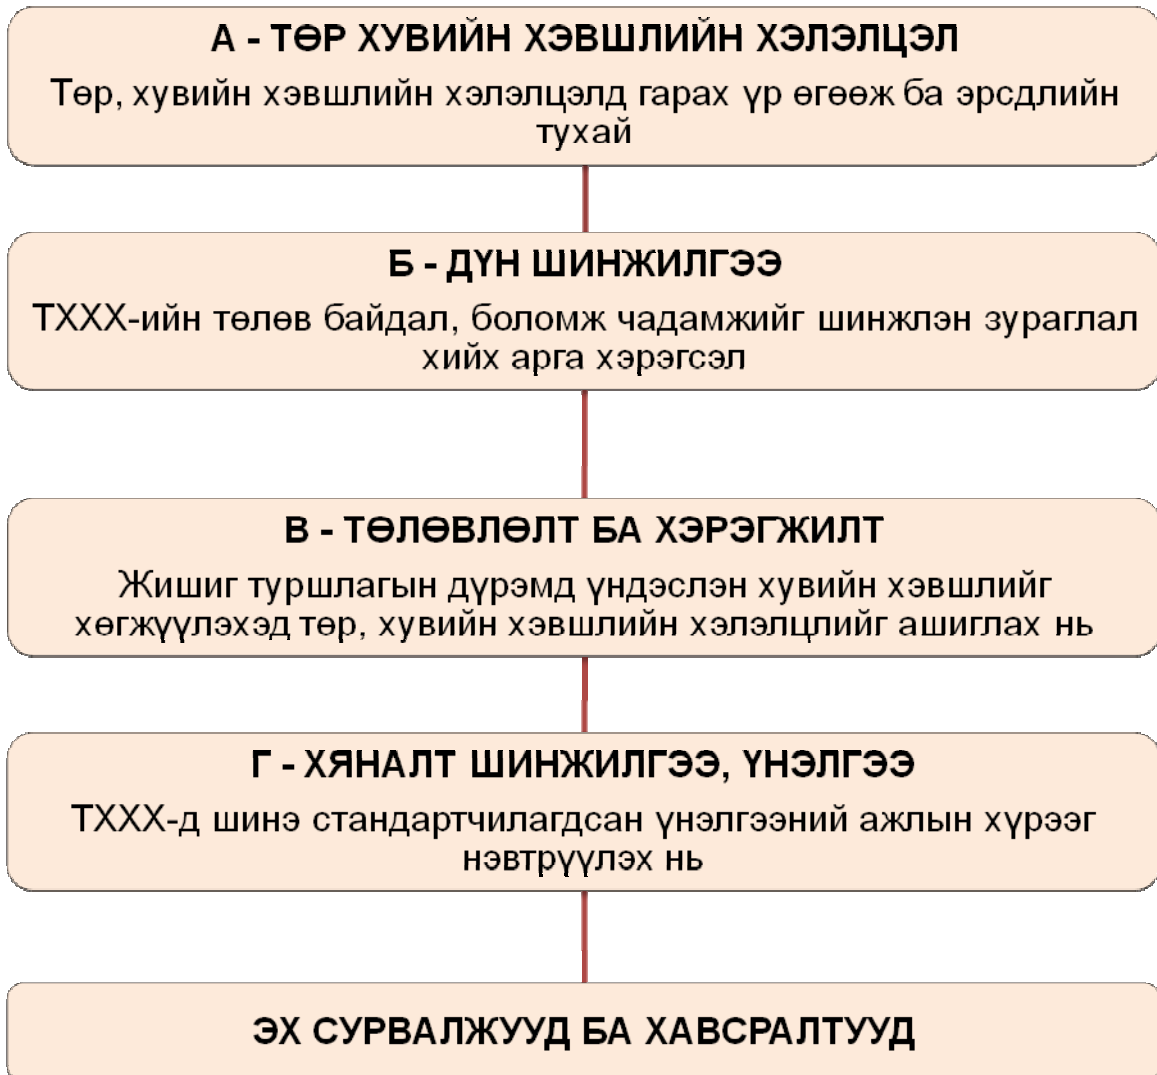 А - ТӨР ХУВИЙН ХЭВШЛИЙН ХЭЛЭЛЦЭЛ
Төр, хувийн хэвшлийн хэлэлцэлд гарах үр өгөөж ба эрсдлийн
тухай
Б - ДҮН ШИНЖИЛГЭЭ
ТХХХ-ийн төлөв байдал, боломж чадамжийг шинжлэн зураглал
хийх арга хэрэгсэл
В - ТӨЛӨВЛӨЛТ БА ХЭРЭГЖИЛТ
Жишиг туршлагын дүрэмд үндэслэн хувийн хэвшлийг
хөгжүүлэхэд төр, хувийн хэвшлийн хэлэлцлийг ашиглах нь
Г - ХЯНАЛТ ШИНЖИЛГЭЭ, ҮНЭЛГЭЭ
ТХХХ-д шинэ стандартчилагдсан үнэлгээний ажлын хүрээг
нэвтрүүлэх нь
ЭХ СУРВАЛЖУУД БА ХАВСРАЛТУУД